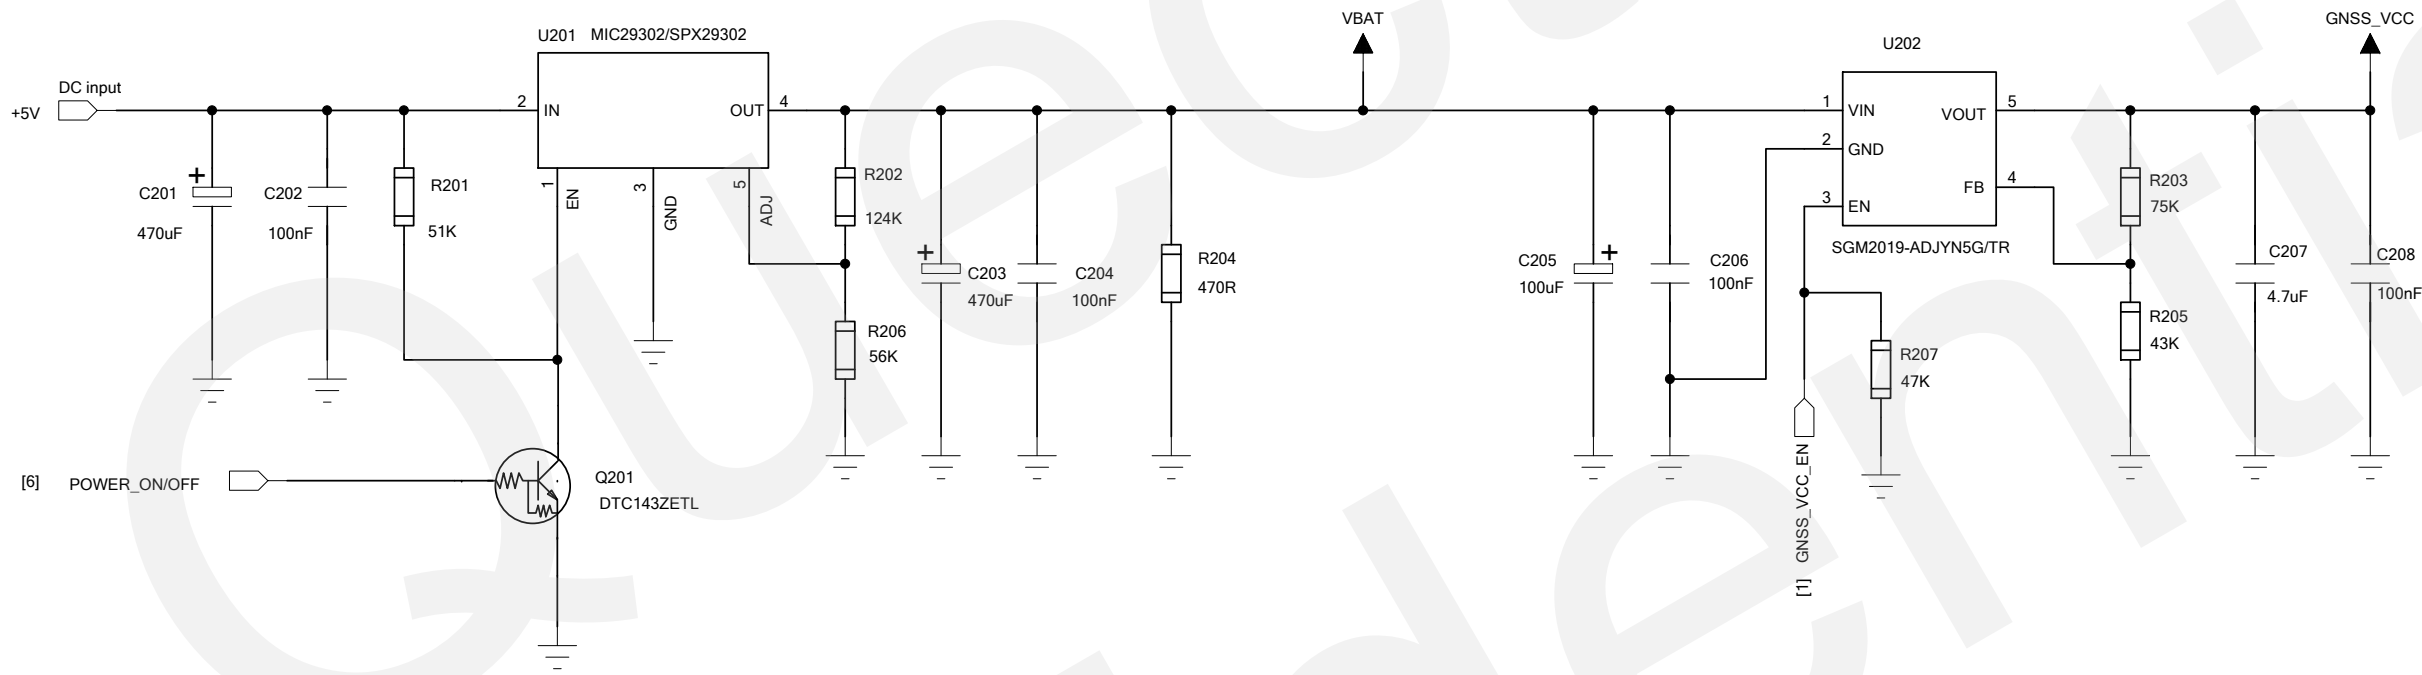 VBAT
GNSS_VCC
U201 MIC29302/SPX29302
U202
DC input
+5V
2 IN
OUT 4
1 VIN
VOUT 5
2 GND
FB 4
3 EN
SGM2019-ADJYN5G/TR
1 EN
3 GND
5 ADJ
C201
470uF
C202
100nF
R201
51K
R202
124K
R206
56K
C203
470uF
C204
100nF
R204
470R
C205
100uF
C206
100nF
R207
47K
R203
75K
R205
43K
C207
4.7uF
C208
100nF
[6] POWER_ON/OFF
Q201
DTC143ZETL
[1] GNSS_VCC_EN